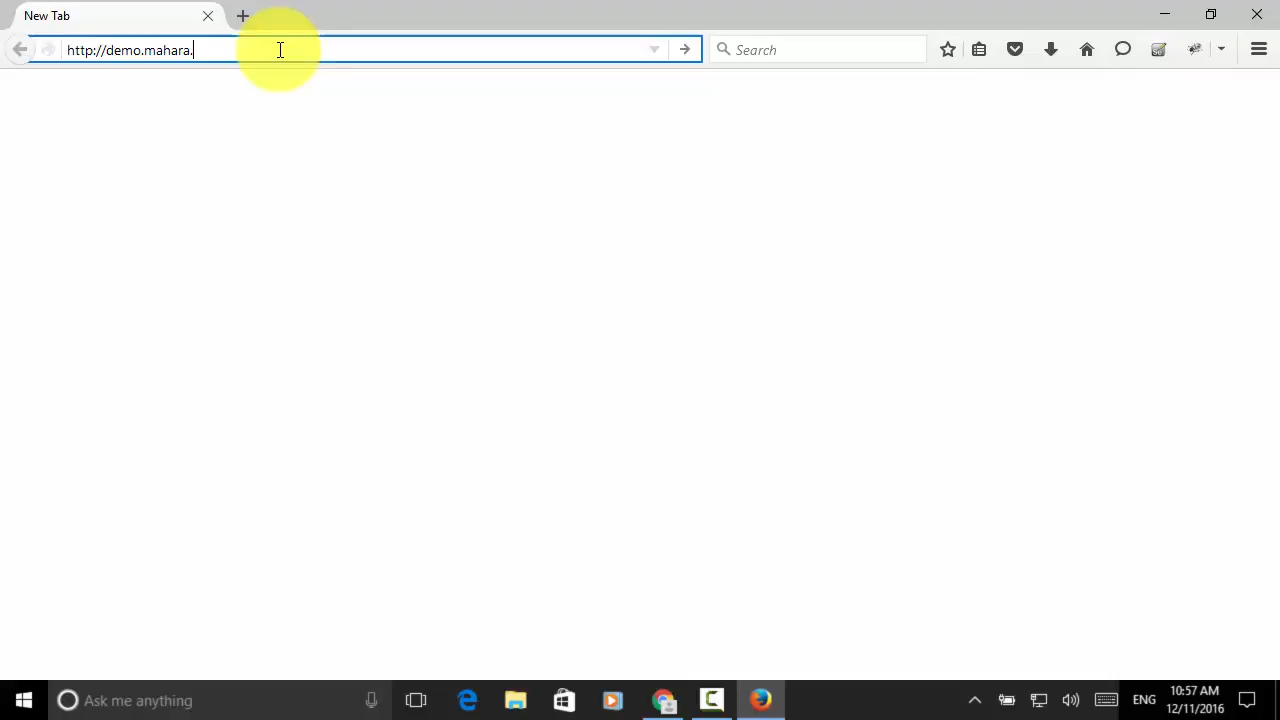 New Tab
http://demo.mahara.
Search
Ask me anything
ENG
10:57 AM
12/11/2016